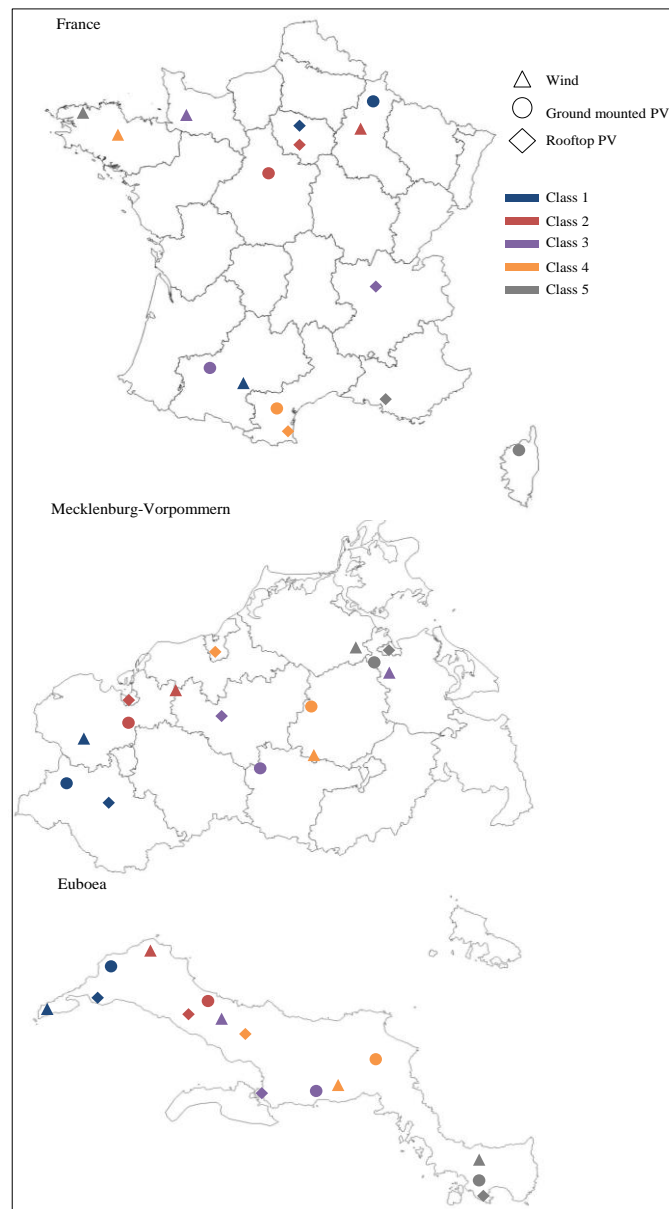 France
Wind
Ground mounted PV
Rooftop PV
Class 1
Class 2
Class 3
Class 4
Class 5
Mecklenburg-Vorpommern
Euboea